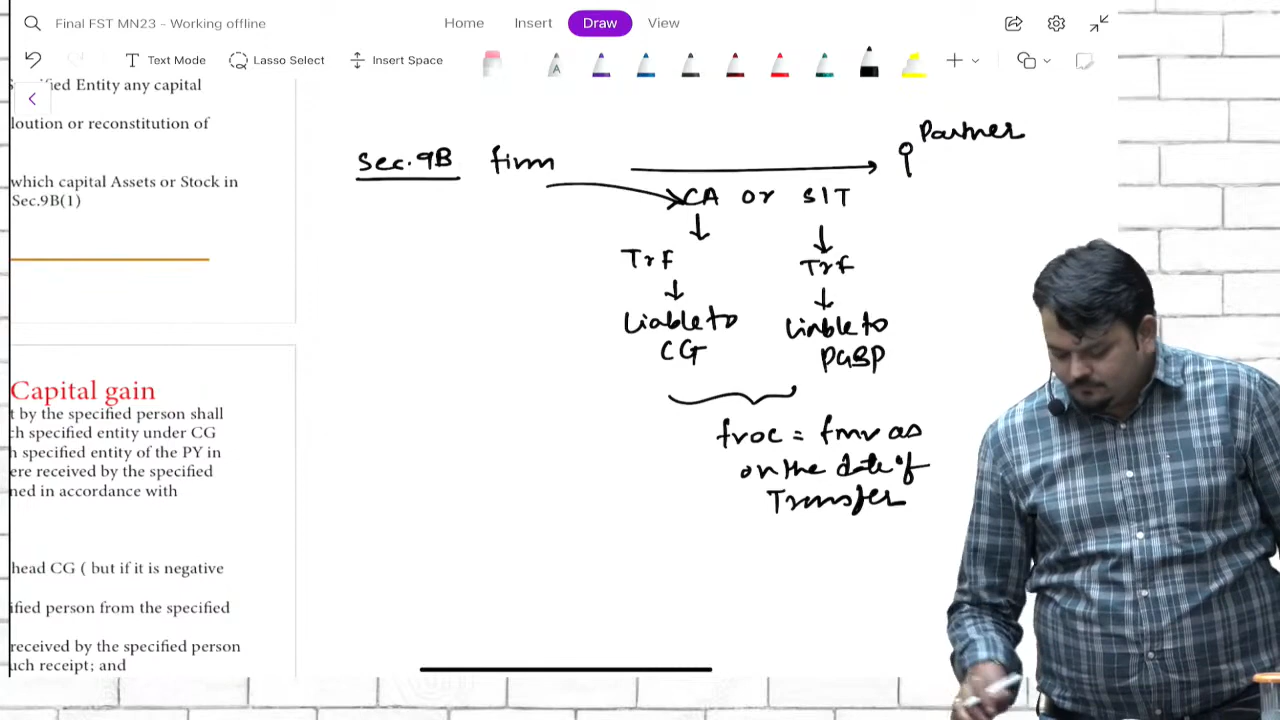 Final FST MN23 - Working offline
Home Insert Draw View
Text Mode Lasso Select Insert Space
A
ied Entity any capital
loution or reconstitution of
which capital Assets or Stock in
Sec.9B(1)
Capital gain
t by the specified person shall
ch specified entity under CG
n specified entity of the PY in
ere received by the specified
ned in accordance with
head CG ( but if it is negative
ified person from the specified
received by the specified person
uch receipt; and
Sec.9B firm
Partner
CA or SIT
Trf Trf
Liable to Liable to
CG PGBP
fvoc = fmv as
on the date of
Transfer